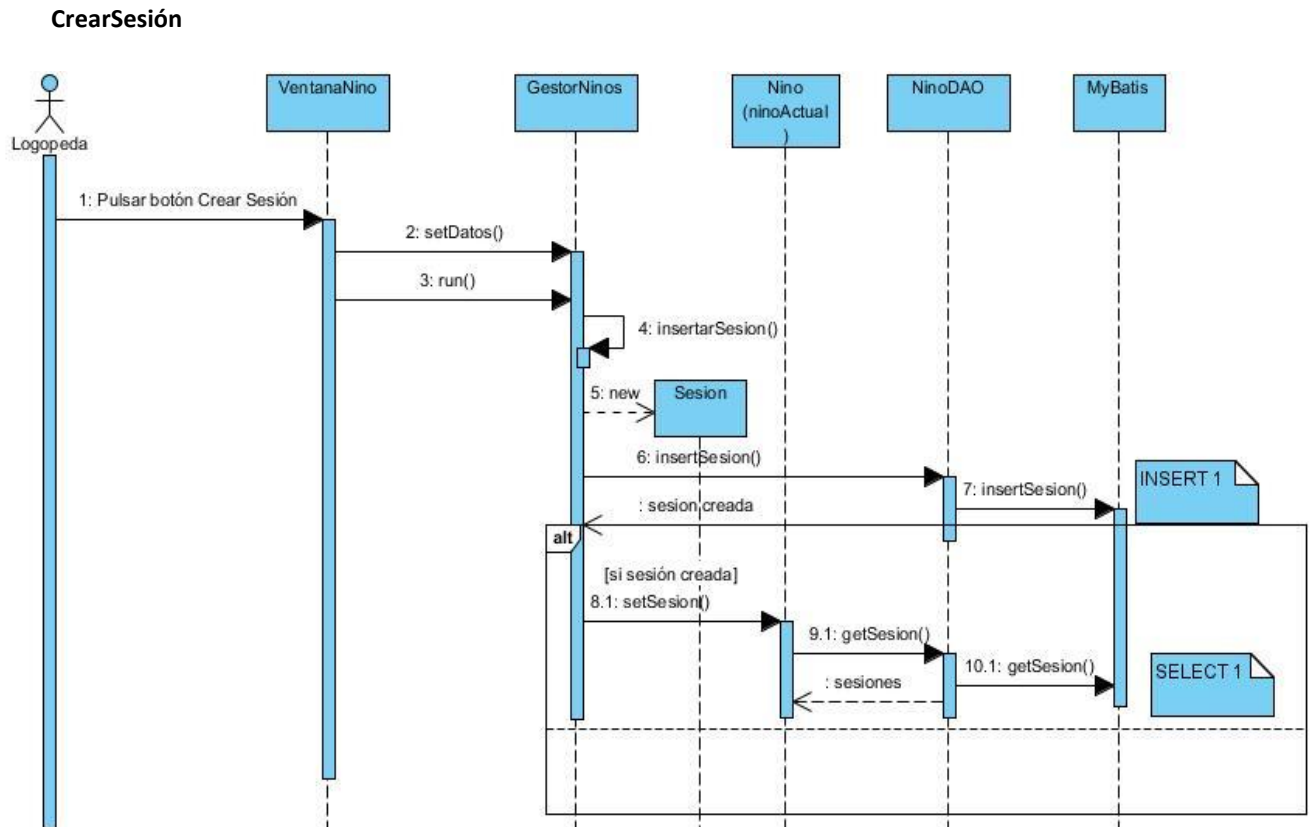 CrearSesión
VentanaNino
GestorNinos
Nino
(ninoActual
)
NinoDAO
MyBatis
Logopeda
1: Pulsar botón Crear Sesión
2: setDatos()
3: run()
4: insertarSesion()
5: new
Sesion
6: insertSesion()
7: insertSesion()
INSERT 1
: sesion creada
alt
[si sesión creada]
8.1: setSesion()
9.1: getSesion()
10.1: getSesion()
SELECT 1
: sesiones